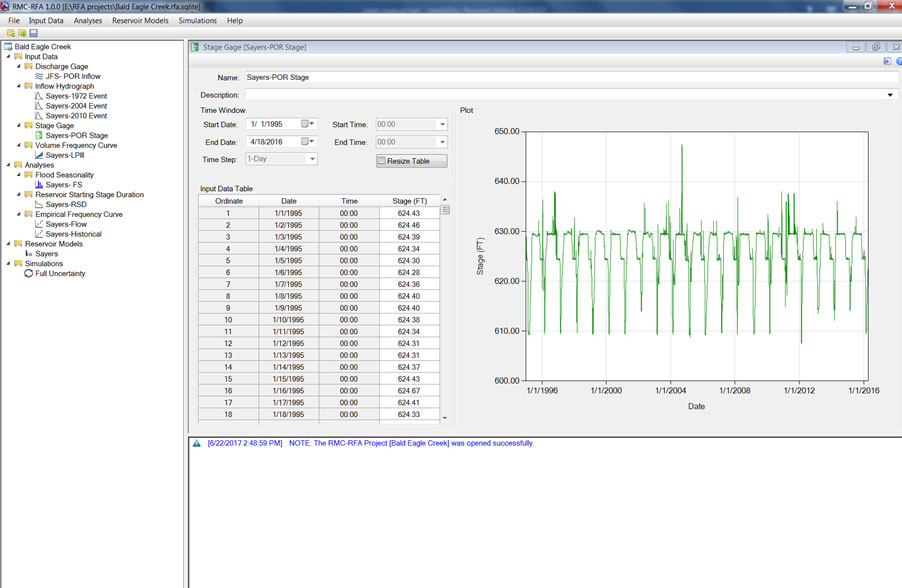 RMC-RFA 1.0.0 [E:\RFA projects\Bald Eagle Creek.rfa.sqlite]
File Input Data Analyses Reservoir Models Simulations Help
Bald Eagle Creek
Input Data
Discharge Gage
JFS- POR Inflow
Inflow Hydrograph
Sayers-1972 Event
Sayers-2004 Event
Sayers-2010 Event
Stage Gage
Sayers-POR Stage
Volume Frequency Curve
Sayers-LPIII
Analyses
Flood Seasonality
Sayers- FS
Reservoir Starting Stage Duration
Sayers-RSD
Empirical Frequency Curve
Sayers-Flow
Sayers-Historical
Reservoir Models
Sayers
Simulations
Full Uncertainty
Stage Gage [Sayers-POR Stage]
Name: Sayers-POR Stage
Description:
Time Window
Start Date: 1/ 1/1995 Start Time: 00:00
End Date: 4/18/2016 End Time: 00:00
Time Step: 1-Day Resize Table
Input Data Table
Ordinate Date Time Stage (FT)
1 1/1/1995 00:00 624.43
2 1/2/1995 00:00 624.46
3 1/3/1995 00:00 624.39
4 1/4/1995 00:00 624.34
5 1/5/1995 00:00 624.30
6 1/6/1995 00:00 624.28
7 1/7/1995 00:00 624.36
8 1/8/1995 00:00 624.40
9 1/9/1995 00:00 624.40
10 1/10/1995 00:00 624.38
11 1/11/1995 00:00 624.34
12 1/12/1995 00:00 624.31
13 1/13/1995 00:00 624.31
14 1/14/1995 00:00 624.37
15 1/15/1995 00:00 624.43
16 1/16/1995 00:00 624.67
17 1/17/1995 00:00 624.41
18 1/18/1995 00:00 624.33
Plot
650.00
640.00
630.00
620.00
610.00
600.00
Stage (FT)
1/1/1996 1/1/2000 1/1/2004 1/1/2008 1/1/2012 1/1/2016
Date
[6/22/2017 2:48:59 PM] NOTE: The RMC-RFA Project [Bald Eagle Creek] was opened successfully.